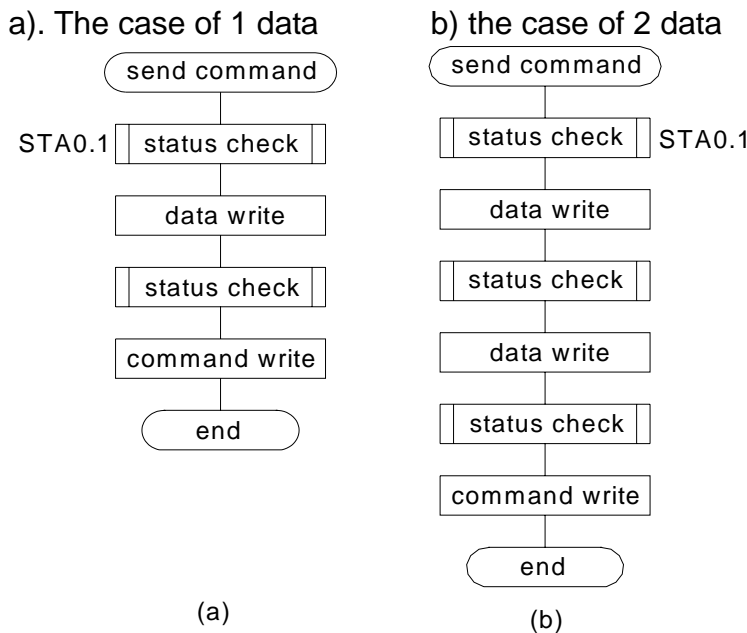 a). The case of 1 data
send command
STA0.1
status check
data write
status check
command write
end
(a)
b) the case of 2 data
send command
status check
STA0.1
data write
status check
data write
status check
command write
end
(b)